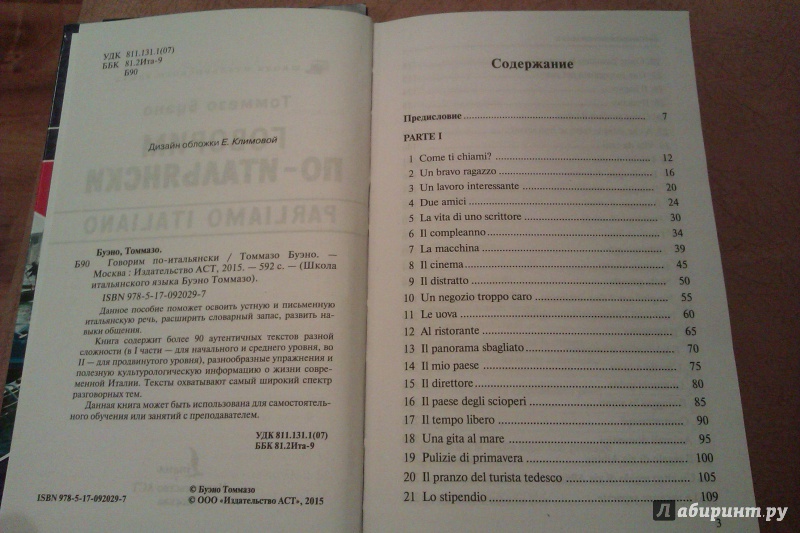 УДК 811.131.1(07)
ББК 81.2Ита-9
Б90
Дизайн обложки Е. Климовой
Буэно, Томмазо.
Б90 Говорим по-итальянски / Томмазо Буэно. —
Москва : Издательство АСТ, 2015. — 592 с. — (Школа
итальянского языка Буэно Томмазо).
ISBN 978-5-17-092029-7
Данное пособие поможет освоить устную и письменную
итальянскую речь, расширить словарный запас, развить на-
выки общения.
Книга содержит более 90 аутентичных текстов разной
сложности (в I части — для начального и среднего уровня, во
II — для продвинутого уровня), разнообразные упражнения и
полезную культурологическую информацию о жизни совре-
менной Италии. Тексты охватывают самый широкий спектр
разговорных тем.
Данная книга может быть использована для самостоятель-
ного обучения или занятий с преподавателем.
УДК 811.131.1(07)
ББК 81.2Ита-9
ISBN 978-5-17-092029-7
© Буэно Томмазо
© ООО «Издательство АСТ», 2015
Содержание
Предисловие 7
PARTE I
1 Come ti chiami? 12
2 Un bravo ragazzo 16
3 Un lavoro interessante 20
4 Due amici 24
5 La vita di uno scrittore 30
6 Il compleanno 34
7 La macchina 39
8 Il cinema 45
9 Il distratto 50
10 Un negozio troppo caro 55
11 Le uova 60
12 Al ristorante 65
13 Il panorama sbagliato 70
14 Il mio paese 75
15 Il direttore 80
16 Il paese degli scioperi 85
17 Il tempo libero 90
18 Una gita al mare 95
19 Pulizie di primavera 100
20 Il pranzo del turista tedesco 105
21 Lo stipendio 109
3
Лабиринт.ру